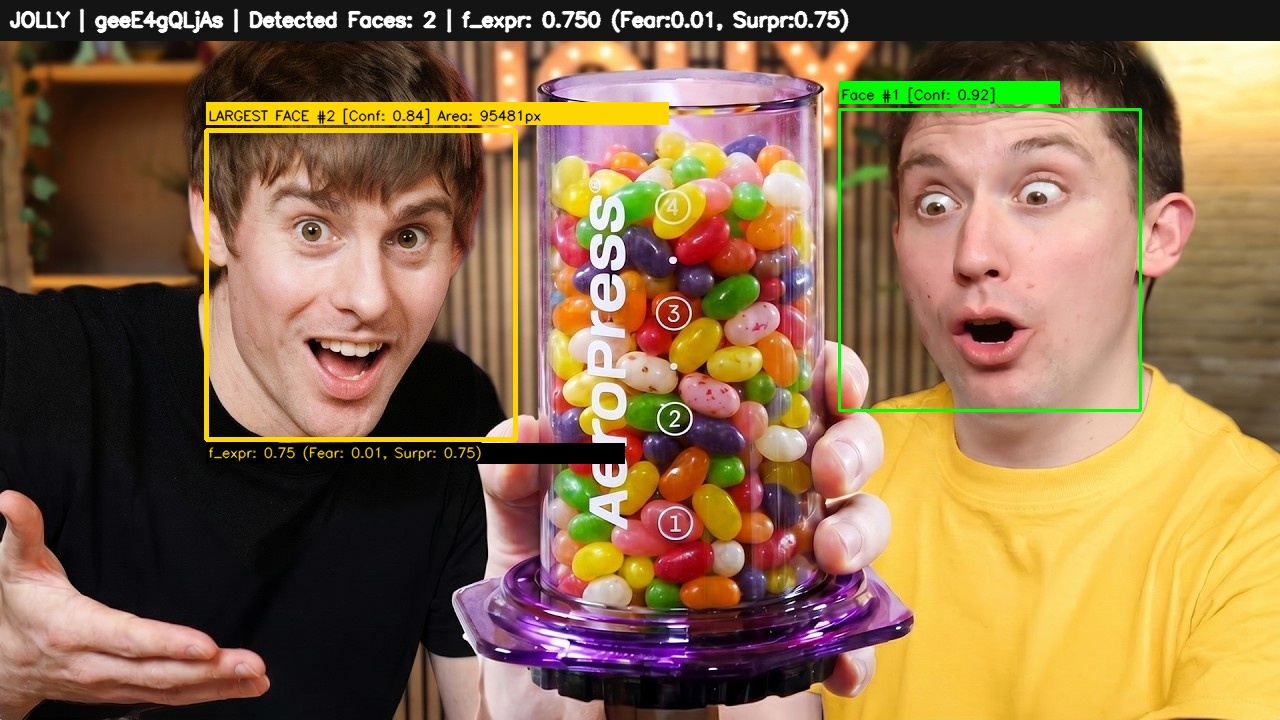 JOLLY | geeE4gQLjAs | Detected Faces: 2 | f_expr: 0.750 (Fear:0.01, Surpr:0.75)
JOLLY
Face #1 [Conf: 0.92]
LARGEST FACE #2 [Conf: 0.84] Area: 95481px
AeroPress®
4
3
2
1
f_expr: 0.75 (Fear: 0.01, Surpr: 0.75)